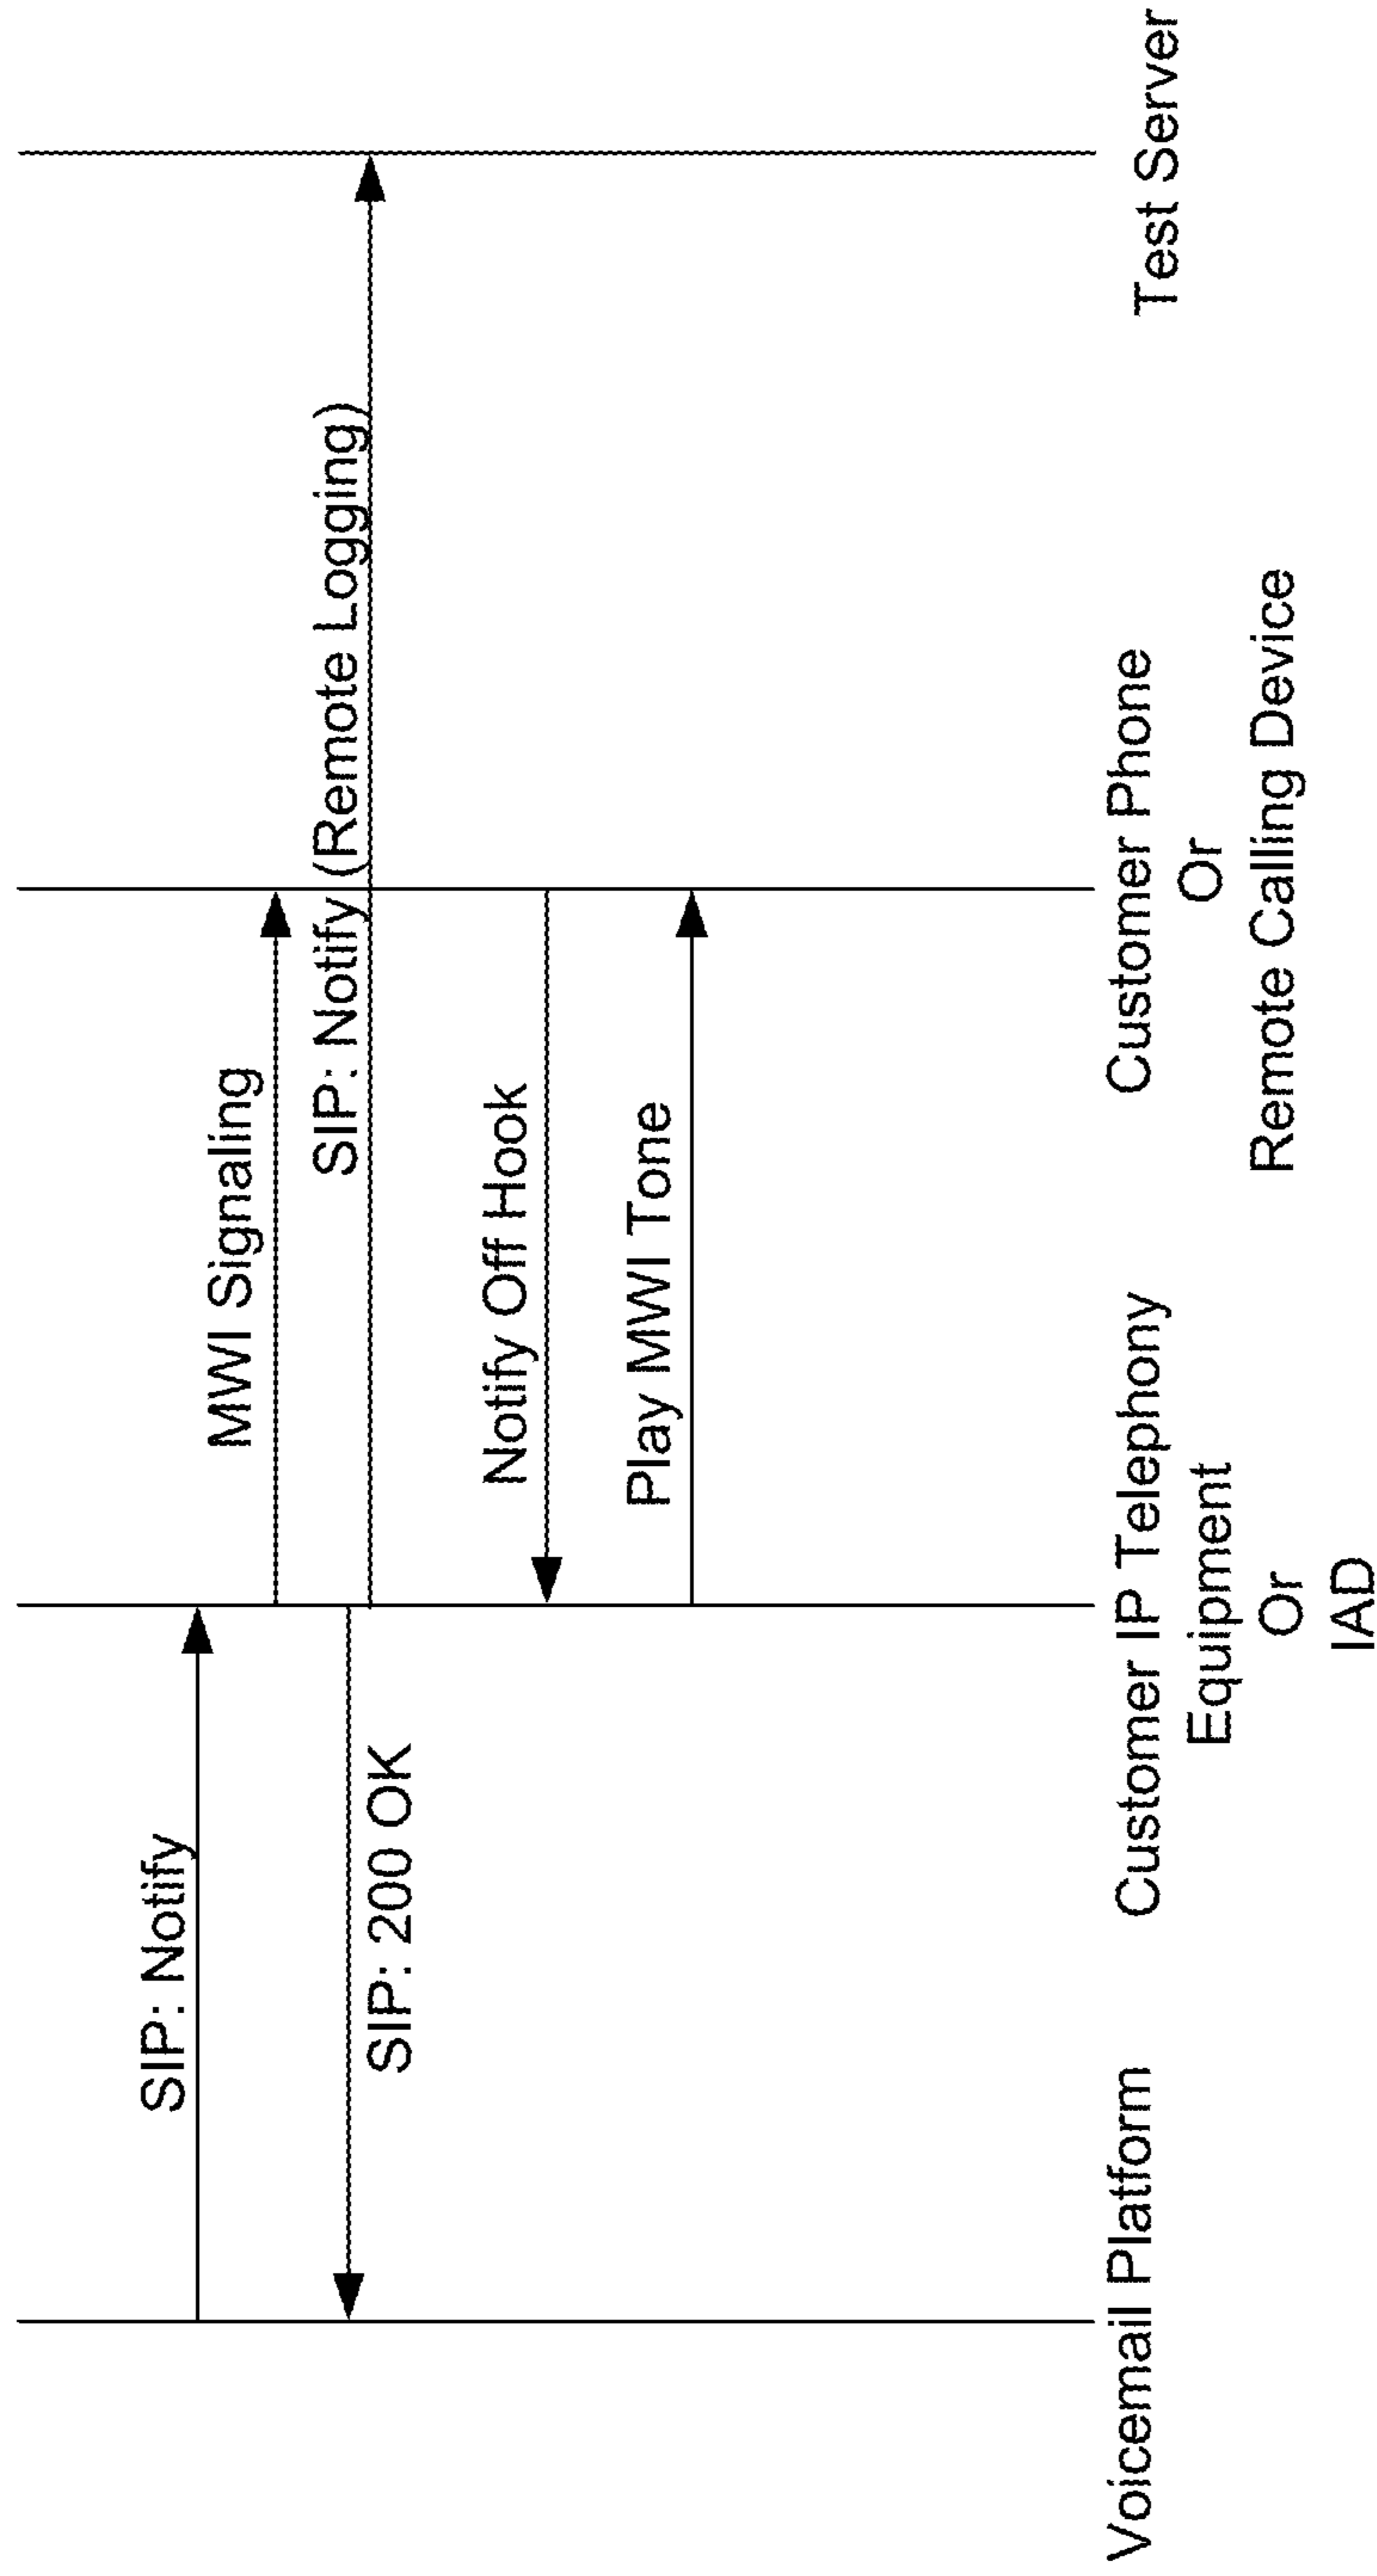 SIP: Notify
MWI Signaling
SIP: Notify (Remote Logging)
SIP: 200 OK
Notify Off Hook
Play MWI Tone
Voicemail Platform
Customer IP Telephony
Equipment
Or
IAD
Customer Phone
Or
Remote Calling Device
Test Server